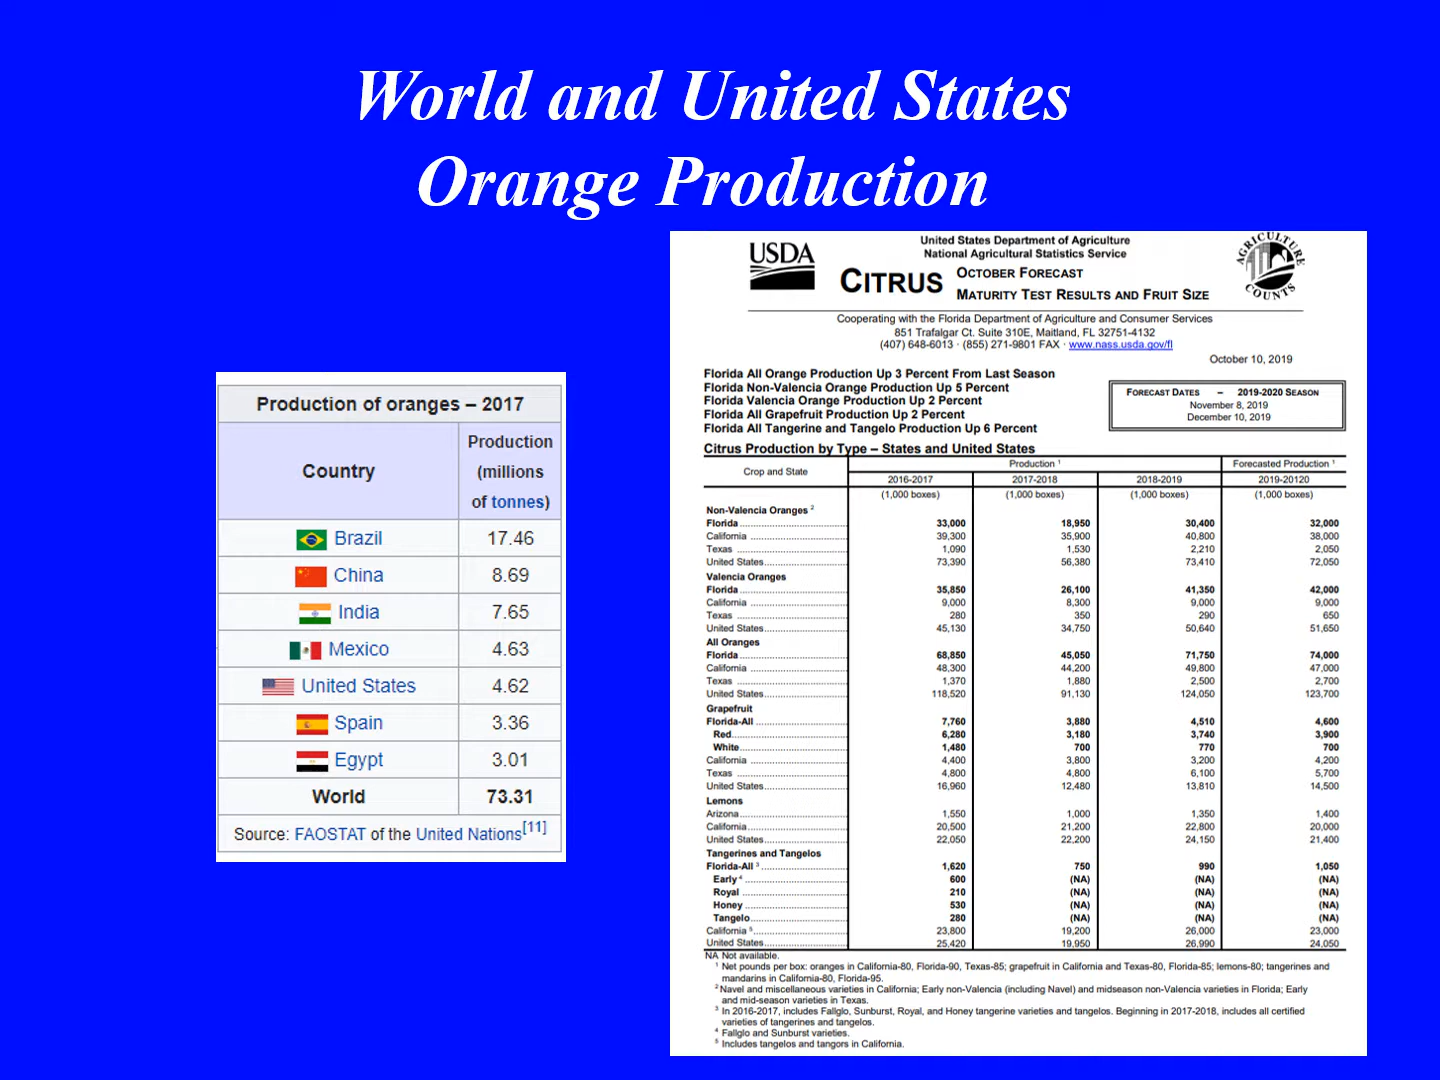 World and United States
Orange Production
Production of oranges – 2017
Country
Production
(millions
of tonnes)
Brazil 17.46
China 8.69
India 7.65
Mexico 4.63
United States 4.62
Spain 3.36
Egypt 3.01
World 73.31
Source: FAOSTAT of the United Nations[11]
USDA
United States Department of Agriculture
National Agricultural Statistics Service
CITRUS
OCTOBER FORECAST
MATURITY TEST RESULTS AND FRUIT SIZE
AGRICULTURE COUNTS
Cooperating with the Florida Department of Agriculture and Consumer Services
851 Trafalgar Ct. Suite 310E, Maitland, FL 32751-4132
(407) 648-6013 · (855) 271-9801 FAX · www.nass.usda.gov/fl
October 10, 2019
Florida All Orange Production Up 3 Percent From Last Season
Florida Non-Valencia Orange Production Up 5 Percent
Florida Valencia Orange Production Up 2 Percent
Florida All Grapefruit Production Up 2 Percent
Florida All Tangerine and Tangelo Production Up 6 Percent
FORECAST DATES – 2019-2020 SEASON
November 8, 2019
December 10, 2019
Citrus Production by Type – States and United States
Crop and State
Production ¹ Forecasted Production ¹
2016-2017 2017-2018 2018-2019 2019-20120
(1,000 boxes) (1,000 boxes) (1,000 boxes) (1,000 boxes)
Non-Valencia Oranges ²
Florida 33,000 18,950 30,400 32,000
California 39,300 35,900 40,800 38,000
Texas 1,090 1,530 2,210 2,050
United States 73,390 56,380 73,410 72,050
Valencia Oranges
Florida 35,850 26,100 41,350 42,000
California 9,000 8,300 9,000 9,000
Texas 280 350 290 650
United States 45,130 34,750 50,640 51,650
All Oranges
Florida 68,850 45,050 71,750 74,000
California 48,300 44,200 49,800 47,000
Texas 1,370 1,880 2,500 2,700
United States 118,520 91,130 124,050 123,700
Grapefruit
Florida-All 7,760 3,880 4,510 4,600
Red 6,280 3,180 3,740 3,900
White 1,480 700 770 700
California 4,400 3,800 3,200 4,200
Texas 4,800 4,800 6,100 5,700
United States 16,960 12,480 13,810 14,500
Lemons
Arizona 1,550 1,000 1,350 1,400
California 20,500 21,200 22,800 20,000
United States 22,050 22,200 24,150 21,400
Tangerines and Tangelos
Florida-All ³ 1,620 750 990 1,050
Early ⁴ 600 (NA) (NA) (NA)
Royal 210 (NA) (NA) (NA)
Honey 530 (NA) (NA) (NA)
Tangelo 280 (NA) (NA) (NA)
California ⁵ 23,800 19,200 26,000 23,000
United States 25,420 19,950 26,990 24,050
NA Not available.
¹ Net pounds per box: oranges in California-80, Florida-90, Texas-85; grapefruit in California and Texas-80, Florida-85; lemons-80; tangerines and
mandarins in California-80, Florida-95.
² Navel and miscellaneous varieties in California; Early non-Valencia (including Navel) and midseason non-Valencia varieties in Florida; Early
and mid-season varieties in Texas.
³ In 2016-2017, includes Fallglo, Sunburst, Royal, and Honey tangerine varieties and tangelos. Beginning in 2017-2018, includes all certified
varieties of tangerines and tangelos.
⁴ Fallglo and Sunburst varieties.
⁵ Includes tangelos and tangors in California.